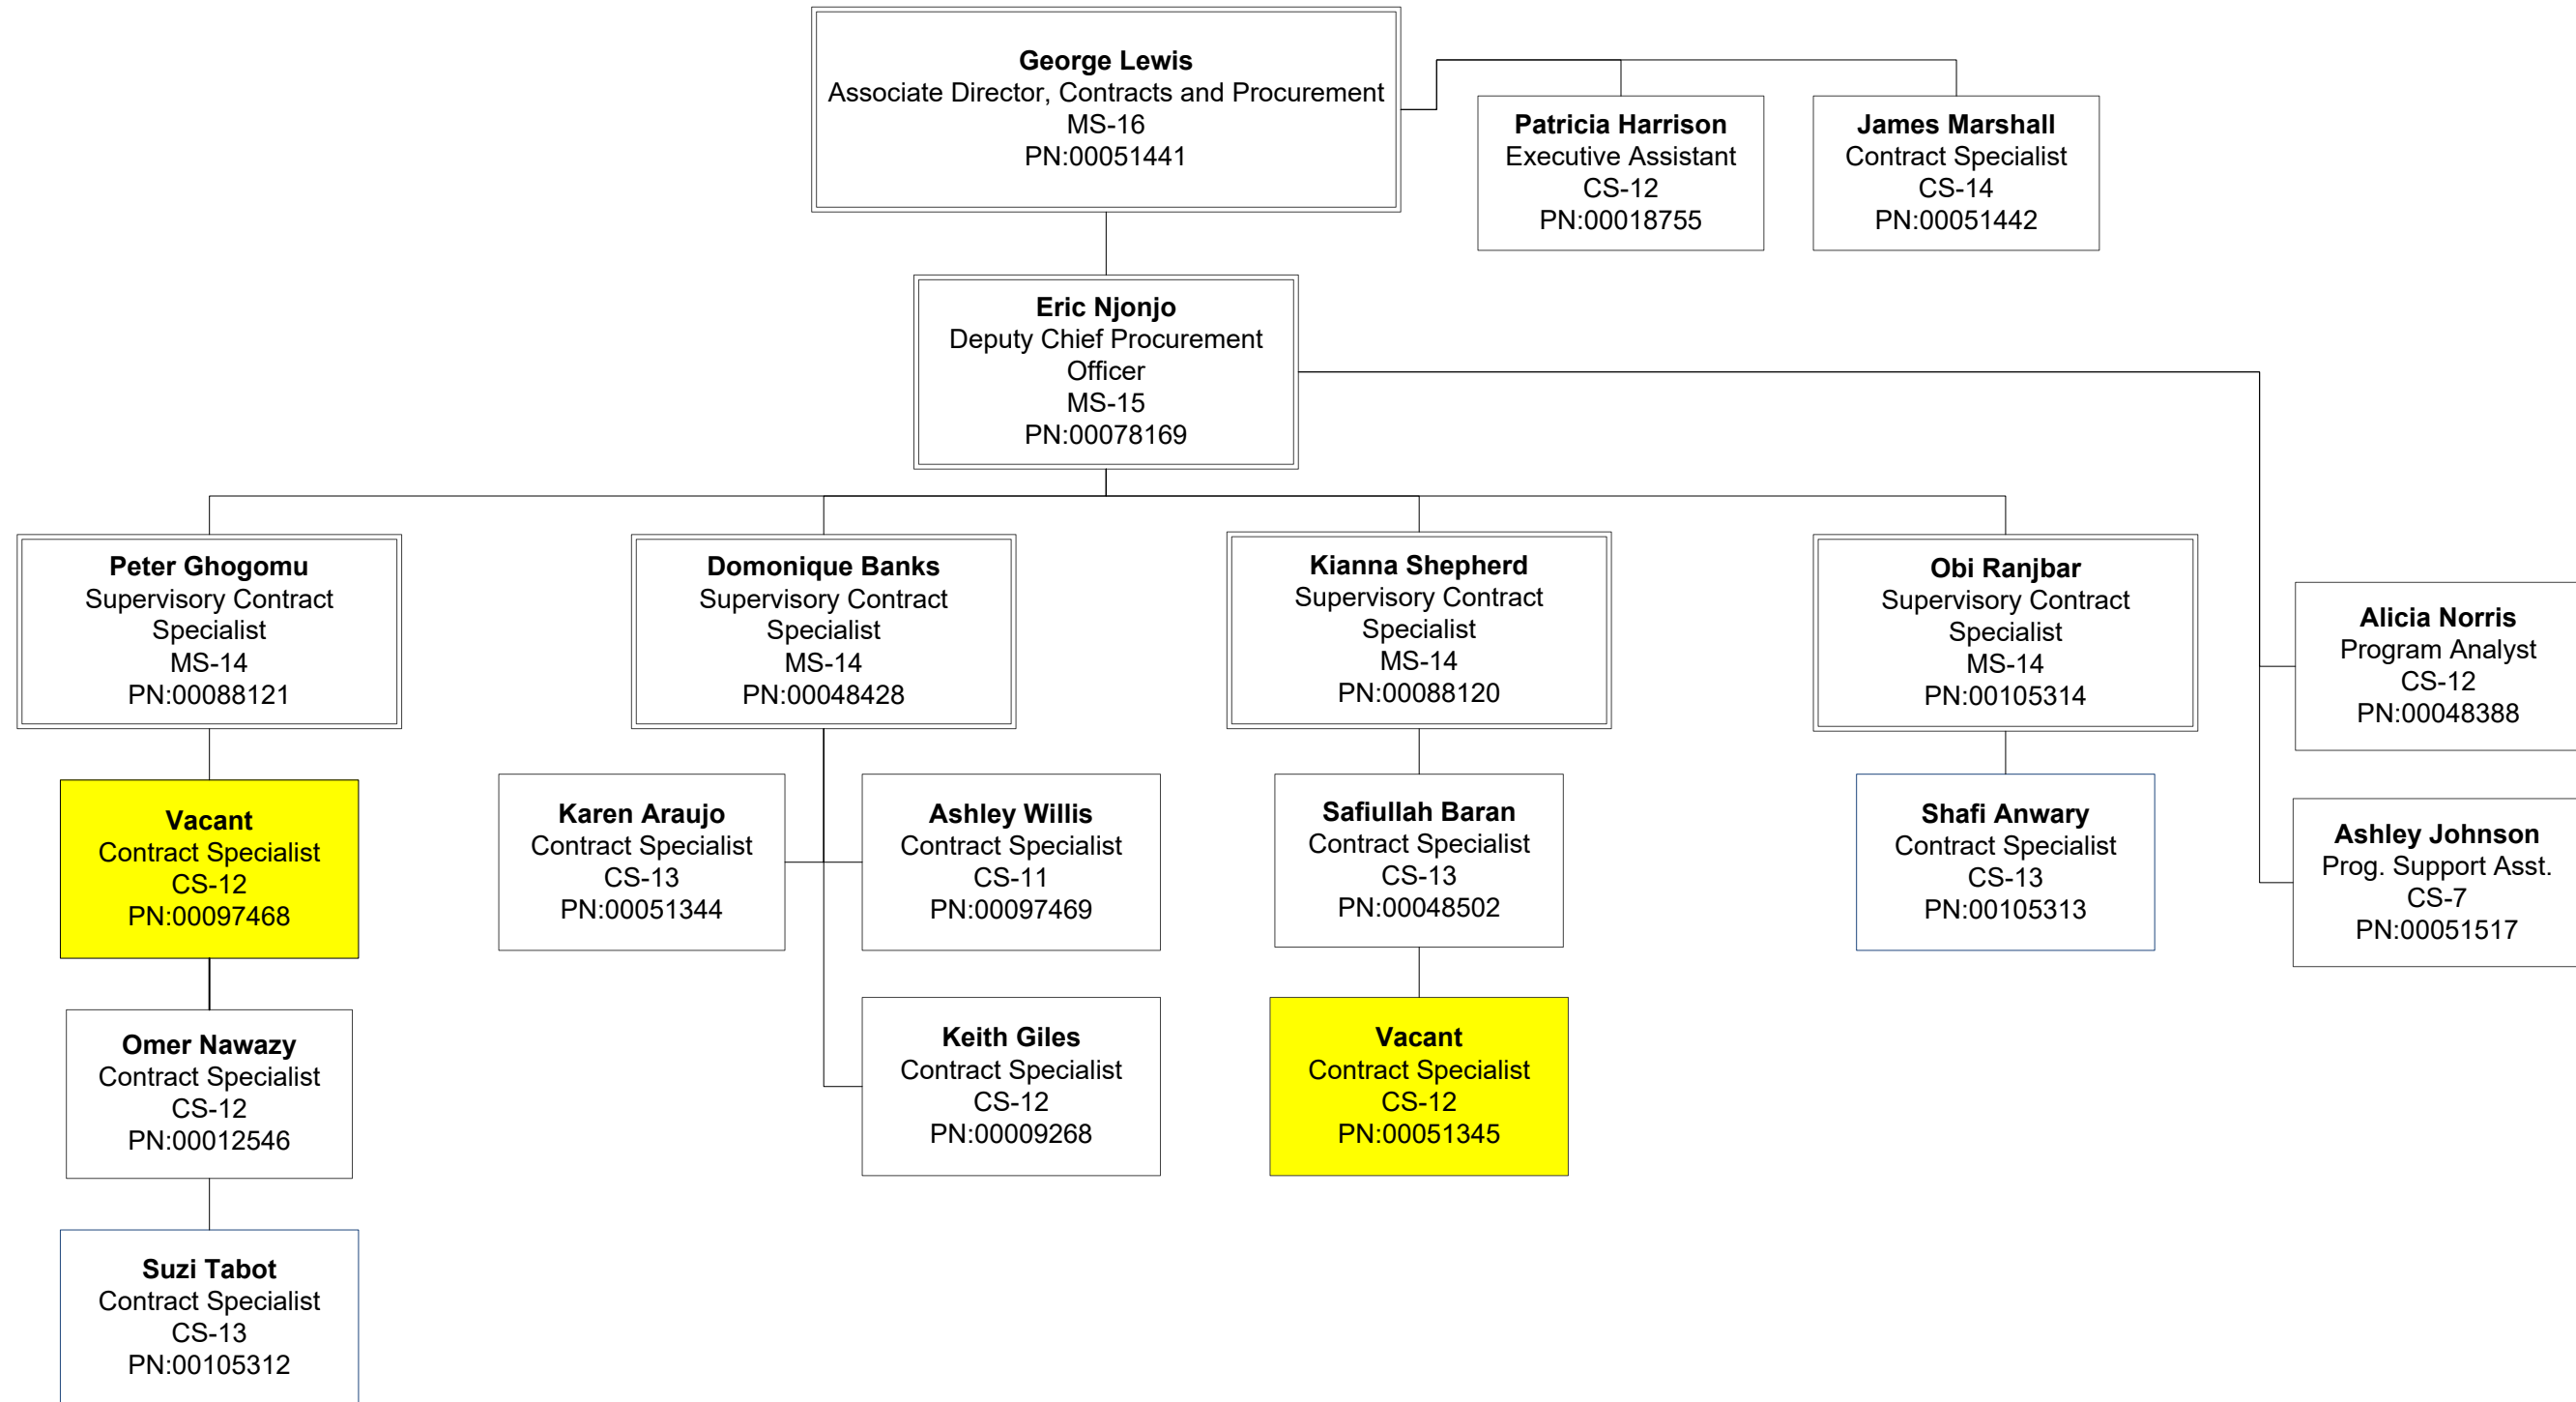 George Lewis
Associate Director, Contracts and Procurement
MS-16
PN:00051441
Patricia Harrison
Executive Assistant
CS-12
PN:00018755
James Marshall
Contract Specialist
CS-14
PN:00051442
Eric Njonjo
Deputy Chief Procurement
Officer
MS-15
PN:00078169
Peter Ghogomu
Supervisory Contract
Specialist
MS-14
PN:00088121
Domonique Banks
Supervisory Contract
Specialist
MS-14
PN:00048428
Kianna Shepherd
Supervisory Contract
Specialist
MS-14
PN:00088120
Obi Ranjbar
Supervisory Contract
Specialist
MS-14
PN:00105314
Alicia Norris
Program Analyst
CS-12
PN:00048388
Vacant
Contract Specialist
CS-12
PN:00097468
Karen Araujo
Contract Specialist
CS-13
PN:00051344
Ashley Willis
Contract Specialist
CS-11
PN:00097469
Safiullah Baran
Contract Specialist
CS-13
PN:00048502
Shafi Anwary
Contract Specialist
CS-13
PN:00105313
Ashley Johnson
Prog. Support Asst.
CS-7
PN:00051517
Omer Nawazy
Contract Specialist
CS-12
PN:00012546
Keith Giles
Contract Specialist
CS-12
PN:00009268
Vacant
Contract Specialist
CS-12
PN:00051345
Suzi Tabot
Contract Specialist
CS-13
PN:00105312